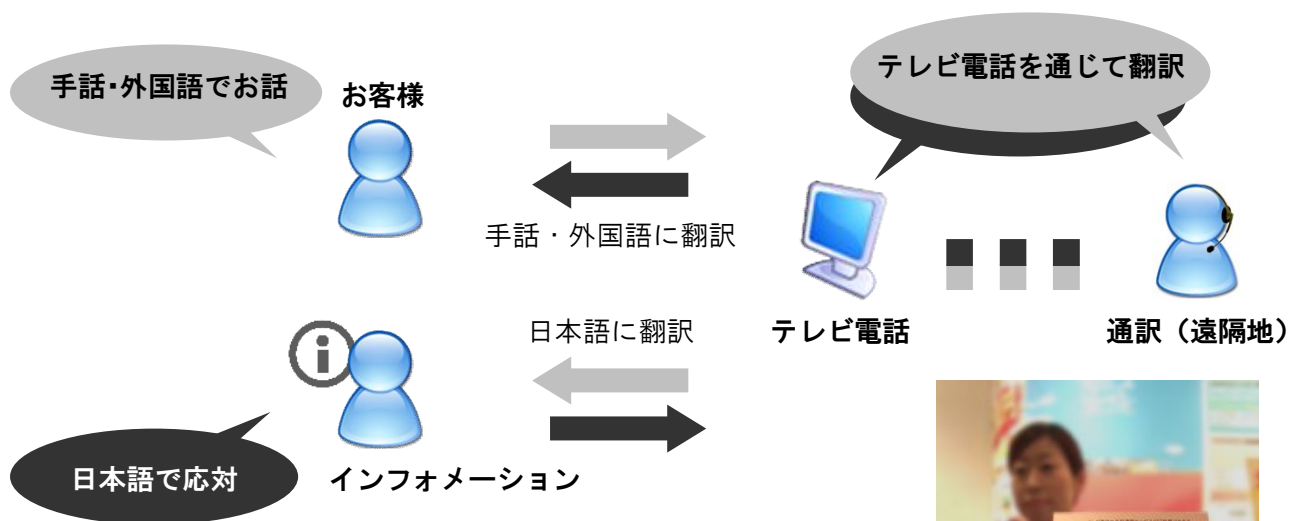 手話・外国語でお話
お客様
テレビ電話を通じて翻訳
手話・外国語に翻訳
日本語に翻訳
テレビ電話
通訳（遠隔地）
日本語で応対
インフォメーション